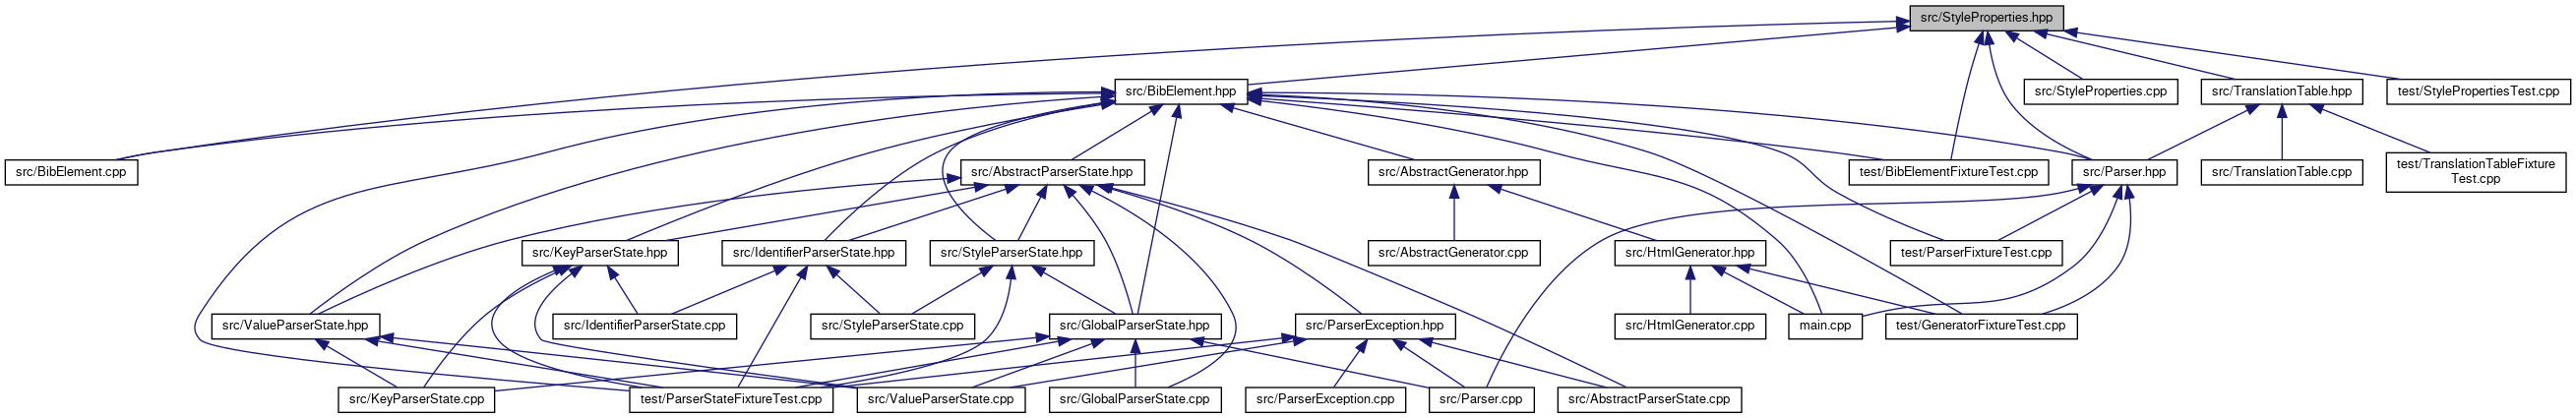 src/StyleProperties.hpp
src/BibElement.hpp
src/StyleProperties.cpp
src/TranslationTable.hpp
test/StylePropertiesTest.cpp
src/BibElement.cpp
src/AbstractParserState.hpp
src/AbstractGenerator.hpp
test/BibElementFixtureTest.cpp
src/Parser.hpp
src/TranslationTable.cpp
test/TranslationTableFixture
Test.cpp
src/KeyParserState.hpp
src/IdentifierParserState.hpp
src/StyleParserState.hpp
src/AbstractGenerator.cpp
src/HtmlGenerator.hpp
test/ParserFixtureTest.cpp
src/ValueParserState.hpp
src/IdentifierParserState.cpp
src/StyleParserState.cpp
src/GlobalParserState.hpp
src/ParserException.hpp
src/HtmlGenerator.cpp
main.cpp
test/GeneratorFixtureTest.cpp
src/KeyParserState.cpp
test/ParserStateFixtureTest.cpp
src/ValueParserState.cpp
src/GlobalParserState.cpp
src/ParserException.cpp
src/Parser.cpp
src/AbstractParserState.cpp